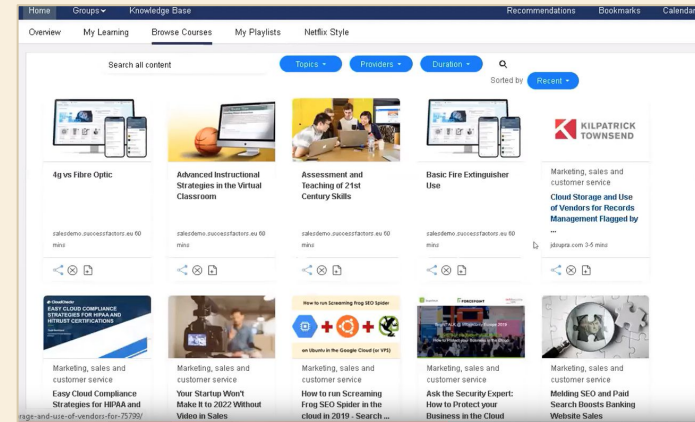 Home Groups Knowledge Base Recommendations Bookmarks Calendar
Overview My Learning Browse Courses My Playlists Netflix Style
Search all content Topics Providers Duration
Sorted by Recent
4g vs Fibre Optic
salesdemo.successfactors.eu 60
mins
Advanced Instructional
Strategies in the Virtual
Classroom
salesdemo.successfactors.eu 60
mins
Assessment and
Teaching of 21st
Century Skills
salesdemo.successfactors.eu 60
mins
Basic Fire Extinguisher
Use
salesdemo.successfactors.eu 60
mins
KILPATRICK
TOWNSEND
Marketing, sales and
customer service
Cloud Storage and Use
of Vendors for Records
Management Flagged by
...
jdsupra.com 3-5 mins
EASY CLOUD COMPLIANCE
STRATEGIES FOR HIPAA AND
HITRUST CERTIFICATIONS
Marketing, sales and
customer service
Easy Cloud Compliance
Strategies for HIPAA and
Marketing, sales and
customer service
Your Startup Won't
Make It to 2022 Without
Video in Sales
How to run Screaming Frog SEO Spider
on Ubuntu in the Google Cloud (or VPS)
Marketing, sales and
customer service
How to run Screaming
Frog SEO Spider in the
cloud in 2019 - Search ...
FORCEPOINT
How to Protect your Business in the Cloud
Marketing, sales and
customer service
Ask the Security Expert:
How to Protect your
Business in the Cloud
Marketing, sales and
customer service
Melding SEO and Paid
Search Boosts Banking
Website Sales
rage-and-use-of-vendors-for-75799/